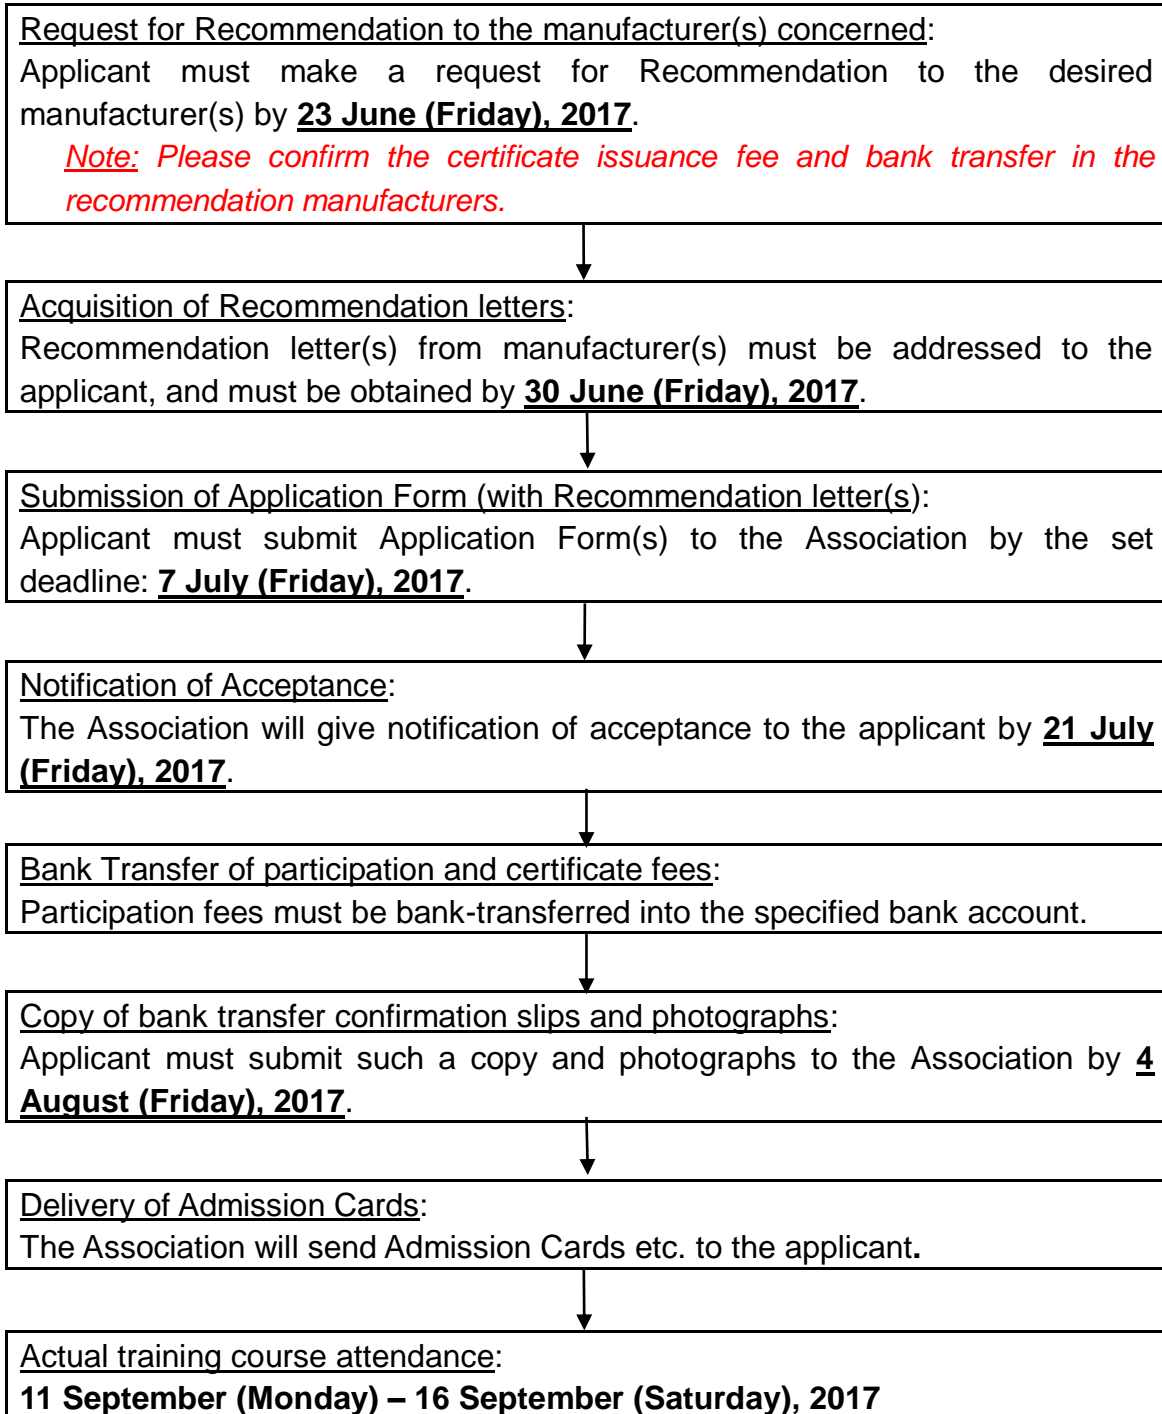 Request for Recommendation to the manufacturer(s) concerned:
Applicant must make a request for Recommendation to the desired
manufacturer(s) by 23 June (Friday), 2017.
Note: Please confirm the certificate issuance fee and bank transfer in the
recommendation manufacturers.
Acquisition of Recommendation letters:
Recommendation letter(s) from manufacturer(s) must be addressed to the
applicant, and must be obtained by 30 June (Friday), 2017.
Submission of Application Form (with Recommendation letter(s):
Applicant must submit Application Form(s) to the Association by the set
deadline: 7 July (Friday), 2017.
Notification of Acceptance:
The Association will give notification of acceptance to the applicant by 21 July
(Friday), 2017.
Bank Transfer of participation and certificate fees:
Participation fees must be bank-transferred into the specified bank account.
Copy of bank transfer confirmation slips and photographs:
Applicant must submit such a copy and photographs to the Association by 4
August (Friday), 2017.
Delivery of Admission Cards:
The Association will send Admission Cards etc. to the applicant.
Actual training course attendance:
11 September (Monday) – 16 September (Saturday), 2017